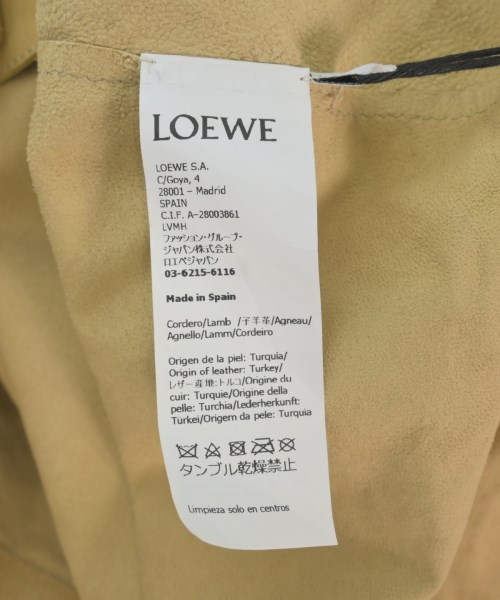 LOEWE
LOEWE S.A.
C/Goya, 4
28001 – Madrid
SPAIN
C.I.F. A-28003861
LVMH
ファッション・グループ・
ジャパン株式会社
ロエベジャパン
03-6215-6116
Made in Spain
Cordero/Lamb /子羊革/Agneau/
Agnello/Lamm/Cordeiro
Origen de la piel: Turquía/
Origin of leather: Turkey/
レザー産地:トルコ/Origine du
cuir: Turquie/Origine della
pelle: Turchia/Lederherkunft:
Turkei/Origem da pele: Turquia
タンブル乾燥禁止
Limpieza solo en centros